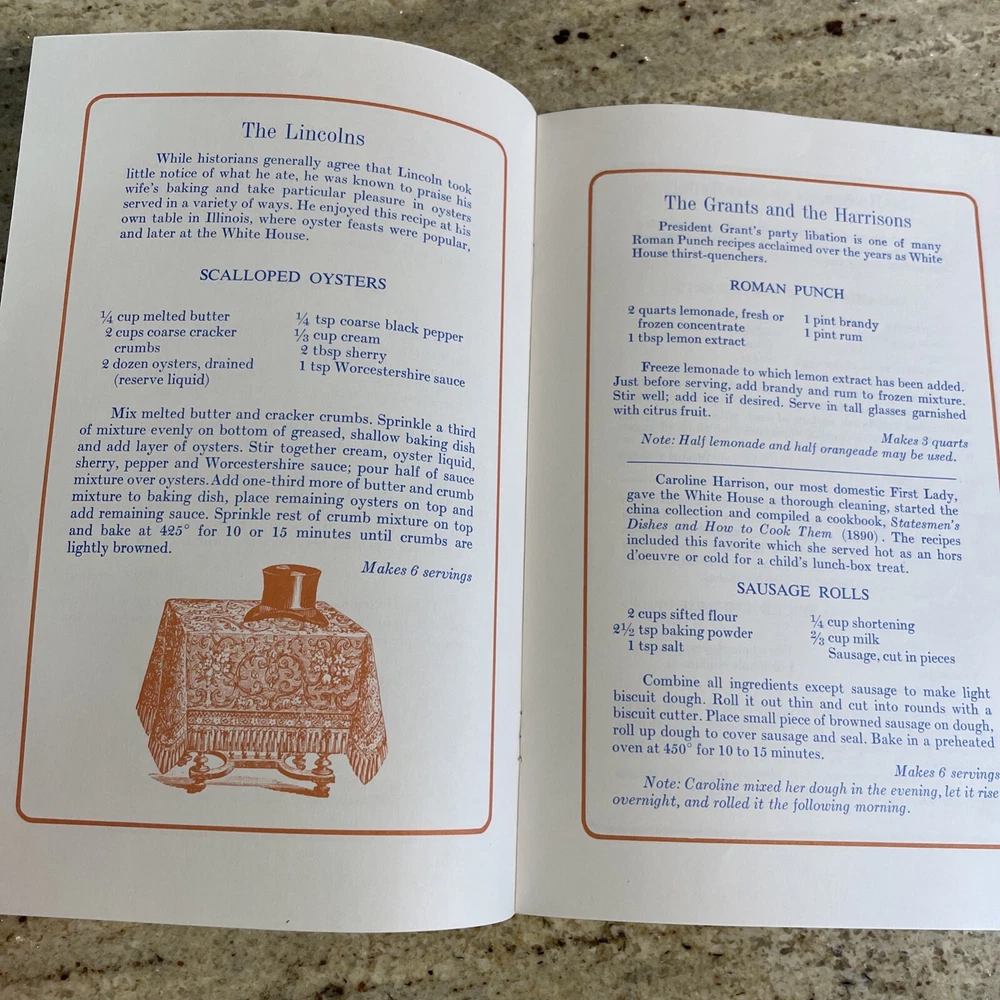 The Lincolns
While historians generally agree that Lincoln took
little notice of what he ate, he was known to praise his
wife's baking and take particular pleasure in oysters
served in a variety of ways. He enjoyed this recipe at his
own table in Illinois, where oyster feasts were popular,
and later at the White House.
SCALLOPED OYSTERS
¼ cup melted butter
2 cups coarse cracker
crumbs
2 dozen oysters, drained
(reserve liquid)
¼ tsp coarse black pepper
⅓ cup cream
2 tbsp sherry
1 tsp Worcestershire sauce
Mix melted butter and cracker crumbs. Sprinkle a third
of mixture evenly on bottom of greased, shallow baking dish
and add layer of oysters. Stir together cream, oyster liquid,
sherry, pepper and Worcestershire sauce; pour half of sauce
mixture over oysters. Add one-third more of butter and crumb
mixture to baking dish, place remaining oysters on top and
add remaining sauce. Sprinkle rest of crumb mixture on top
and bake at 425° for 10 or 15 minutes until crumbs are
lightly browned.
Makes 6 servings
The Grants and the Harrisons
President Grant's party libation is one of many
Roman Punch recipes acclaimed over the years as White
House thirst-quenchers.
ROMAN PUNCH
2 quarts lemonade, fresh or
frozen concentrate
1 tbsp lemon extract
1 pint brandy
1 pint rum
Freeze lemonade to which lemon extract has been added.
Just before serving, add brandy and rum to frozen mixture.
Stir well; add ice if desired. Serve in tall glasses garnished
with citrus fruit.
Makes 3 quarts
Note: Half lemonade and half orangeade may be used.
Caroline Harrison, our most domestic First Lady,
gave the White House a thorough cleaning, started the
china collection and compiled a cookbook, Statesmen's
Dishes and How to Cook Them (1890). The recipes
included this favorite which she served hot as an hors
d'oeuvre or cold for a child's lunch-box treat.
SAUSAGE ROLLS
2 cups sifted flour
2½ tsp baking powder
1 tsp salt
¼ cup shortening
⅔ cup milk
Sausage, cut in pieces
Combine all ingredients except sausage to make light
biscuit dough. Roll it out thin and cut into rounds with a
biscuit cutter. Place small piece of browned sausage on dough,
roll up dough to cover sausage and seal. Bake in a preheated
oven at 450° for 10 to 15 minutes.
Makes 6 servings
Note: Caroline mixed her dough in the evening, let it rise
overnight, and rolled it the following morning.